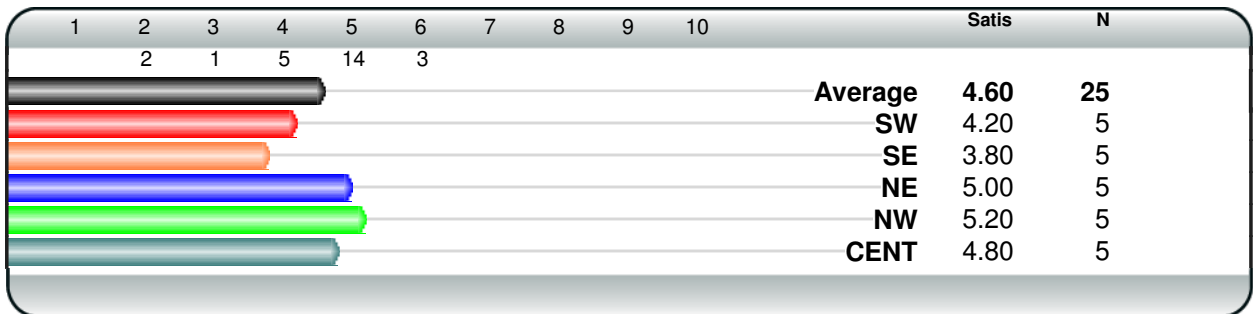 1 2 3 4 5 6 7 8 9 10 Satis N
2 1 5 14 3
Average 4.60 25
SW 4.20 5
SE 3.80 5
NE 5.00 5
NW 5.20 5
CENT 4.80 5